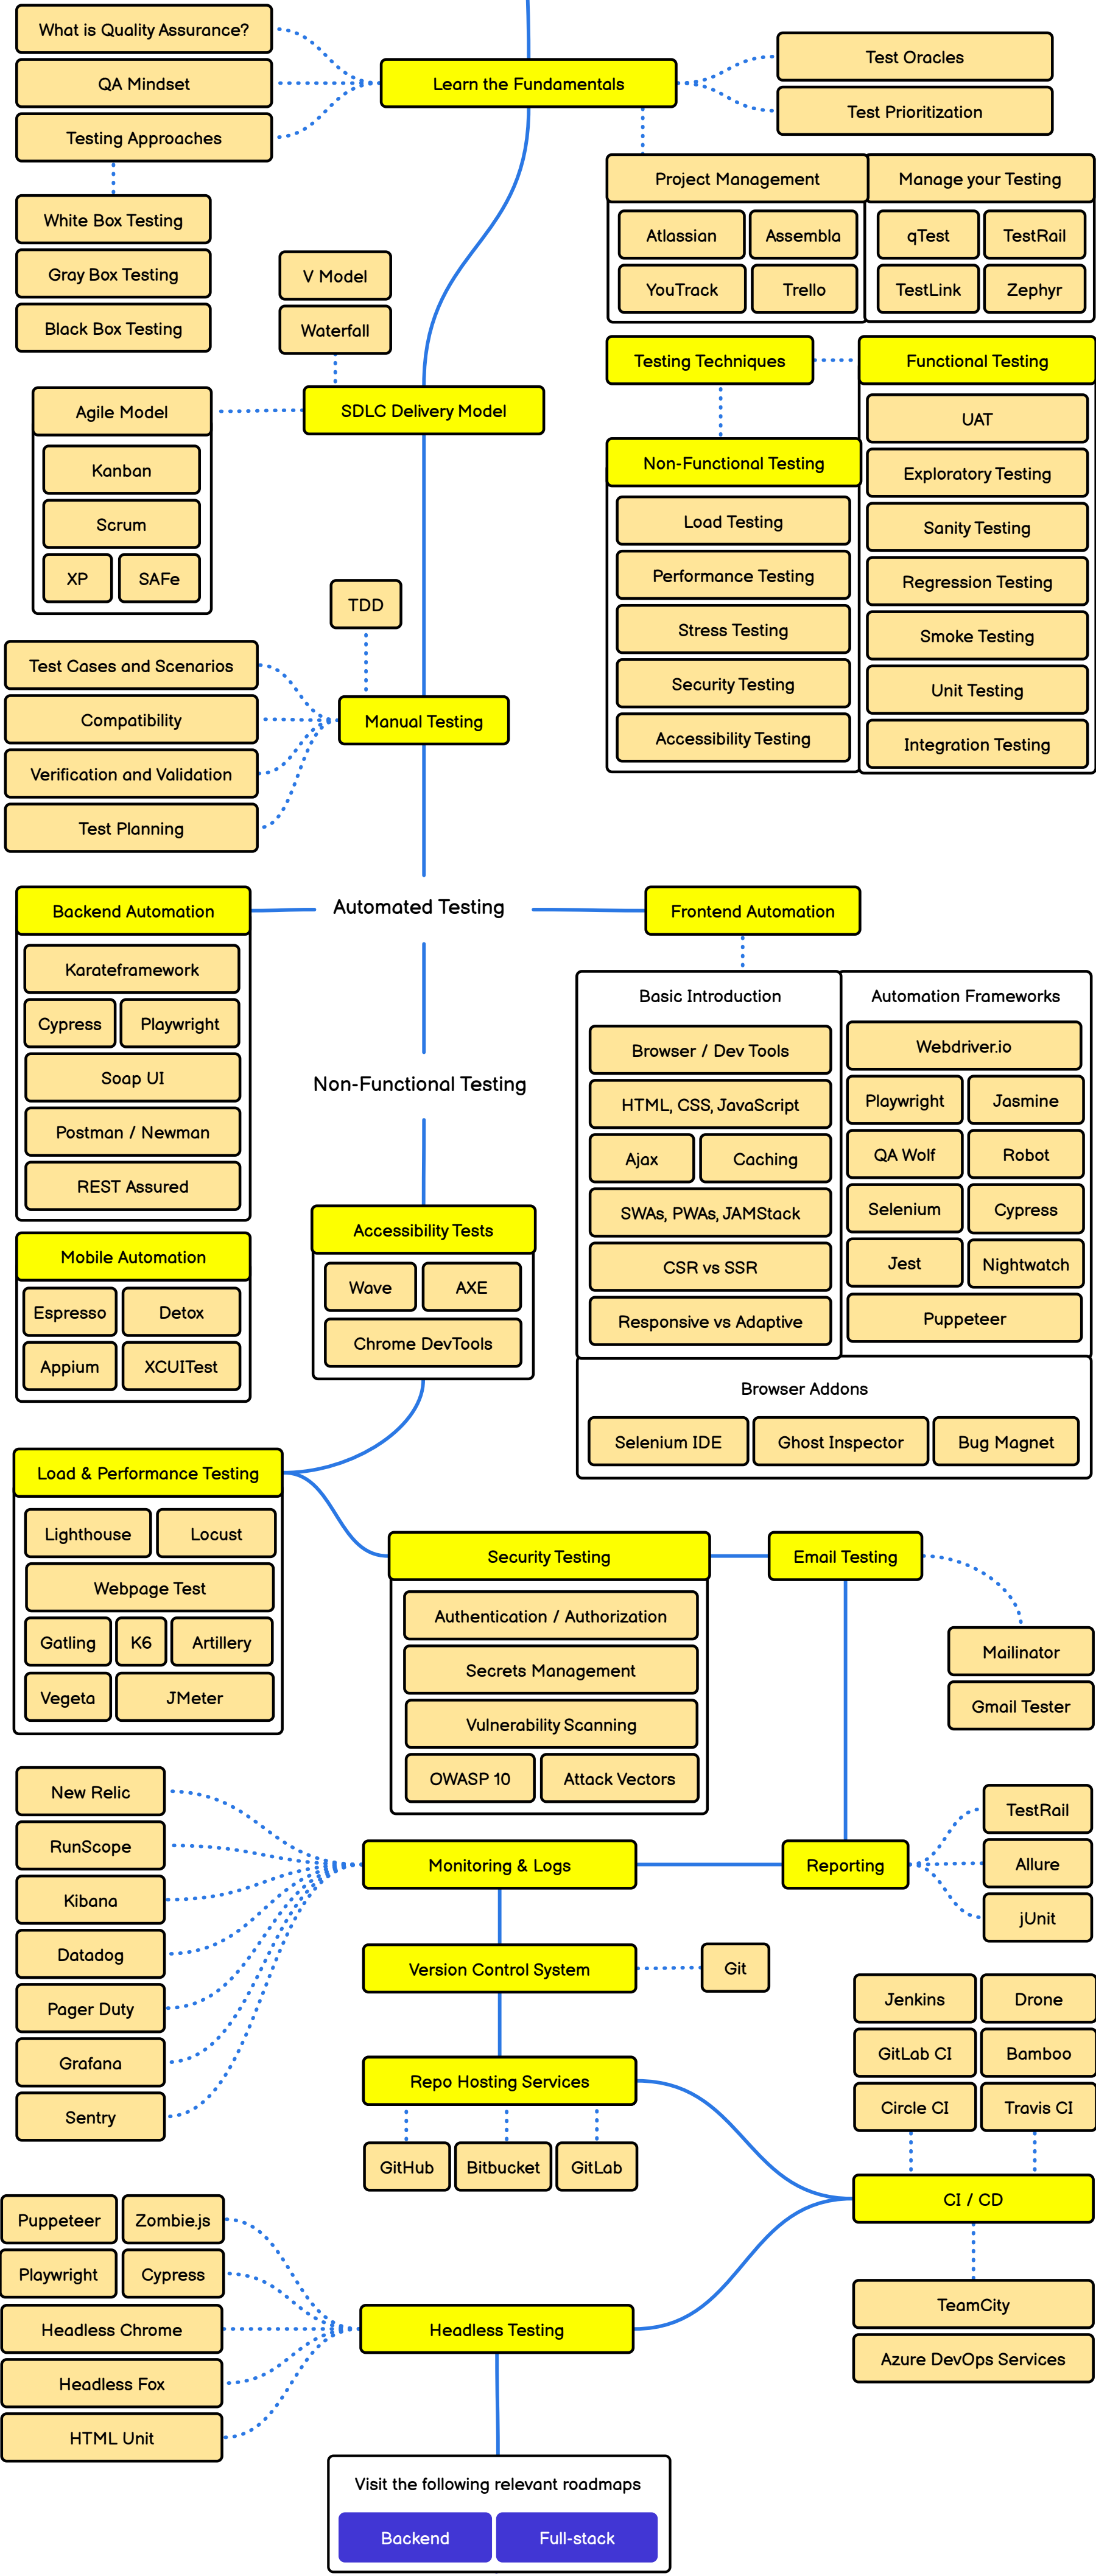 What is Quality Assurance?
QA Mindset
Testing Approaches
Learn the Fundamentals
Test Oracles
Test Prioritization
White Box Testing
Gray Box Testing
Black Box Testing
Project Management
Atlassian
Assembla
YouTrack
Trello
Manage your Testing
qTest
TestRail
TestLink
Zephyr
V Model
Waterfall
SDLC Delivery Model
Agile Model
Kanban
Scrum
XP
SAFe
Testing Techniques
Functional Testing
UAT
Exploratory Testing
Sanity Testing
Regression Testing
Smoke Testing
Unit Testing
Integration Testing
Non-Functional Testing
Load Testing
Performance Testing
Stress Testing
Security Testing
Accessibility Testing
TDD
Manual Testing
Test Cases and Scenarios
Compatibility
Verification and Validation
Test Planning
Automated Testing
Backend Automation
Karateframework
Cypress
Playwright
Soap UI
Postman / Newman
REST Assured
Mobile Automation
Espresso
Detox
Appium
XCUITest
Frontend Automation
Basic Introduction
Browser / Dev Tools
HTML, CSS, JavaScript
Ajax
Caching
SWAs, PWAs, JAMStack
CSR vs SSR
Responsive vs Adaptive
Automation Frameworks
Webdriver.io
Playwright
Jasmine
QA Wolf
Robot
Selenium
Cypress
Jest
Nightwatch
Puppeteer
Browser Addons
Selenium IDE
Ghost Inspector
Bug Magnet
Non-Functional Testing
Accessibility Tests
Wave
AXE
Chrome DevTools
Load & Performance Testing
Lighthouse
Locust
Webpage Test
Gatling
K6
Artillery
Vegeta
JMeter
Security Testing
Authentication / Authorization
Secrets Management
Vulnerability Scanning
OWASP 10
Attack Vectors
Email Testing
Mailinator
Gmail Tester
Reporting
TestRail
Allure
jUnit
Monitoring & Logs
New Relic
RunScope
Kibana
Datadog
Pager Duty
Grafana
Sentry
Version Control System
Git
Repo Hosting Services
GitHub
Bitbucket
GitLab
Jenkins
Drone
GitLab CI
Bamboo
Circle CI
Travis CI
CI / CD
TeamCity
Azure DevOps Services
Headless Testing
Puppeteer
Zombie.js
Playwright
Cypress
Headless Chrome
Headless Fox
HTML Unit
Visit the following relevant roadmaps
Backend
Full-stack